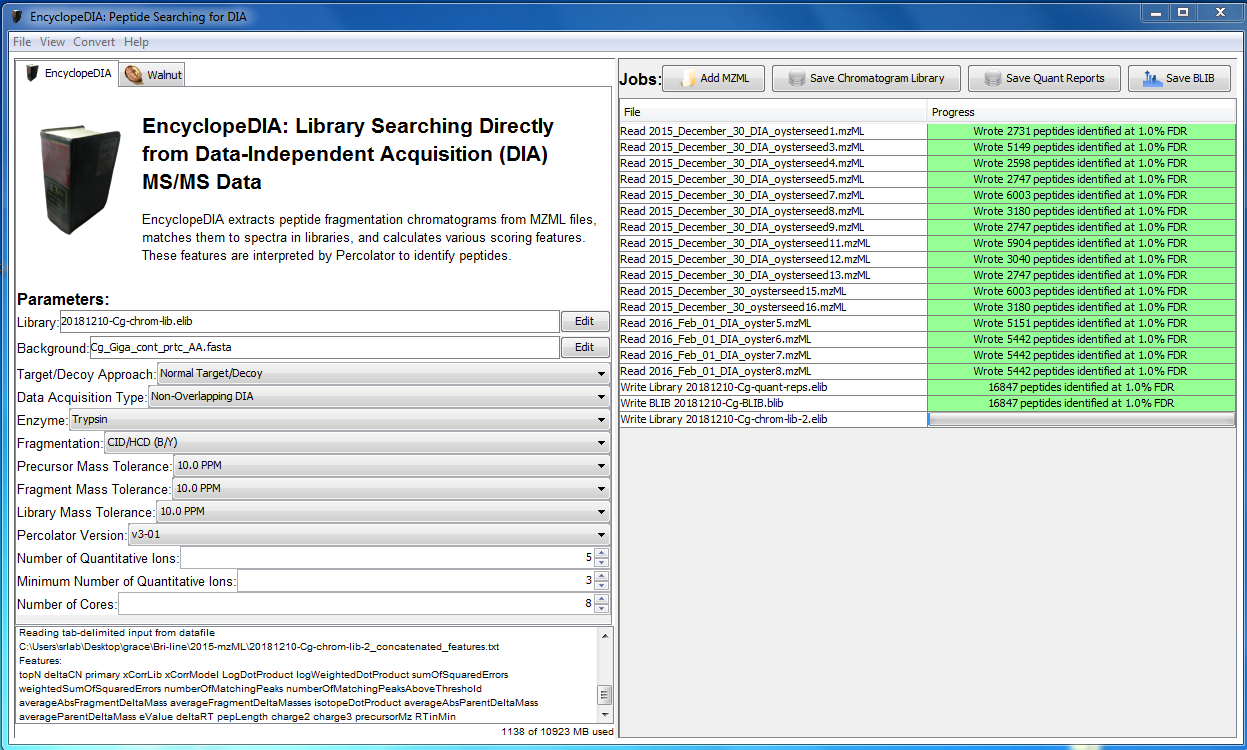 EncyclopeDIA: Peptide Searching for DIA
File View Convert Help
EncyclopeDIA Walnut
EncyclopeDIA: Library Searching Directly
from Data-Independent Acquisition (DIA)
MS/MS Data
EncyclopeDIA extracts peptide fragmentation chromatograms from MZML files,
matches them to spectra in libraries, and calculates various scoring features.
These features are interpreted by Percolator to identify peptides.
Parameters:
Library: 20181210-Cg-chrom-lib.elib Edit
Background: Cg_Giga_cont_prtc_AA.fasta Edit
Target/Decoy Approach: Normal Target/Decoy
Data Acquisition Type: Non-Overlapping DIA
Enzyme: Trypsin
Fragmentation: CID/HCD (B/Y)
Precursor Mass Tolerance: 10.0 PPM
Fragment Mass Tolerance: 10.0 PPM
Library Mass Tolerance: 10.0 PPM
Percolator Version: v3-01
Number of Quantitative Ions: 5
Minimum Number of Quantitative Ions: 3
Number of Cores: 8
Reading tab-delimited input from datafile
C:\Users\srlab\Desktop\grace\Bri-line\2015-mzML\20181210-Cg-chrom-lib-2_concatenated_features.txt
Features:
topN deltaCN primary xCorrLib xCorrModel LogDotProduct logWeightedDotProduct sumOfSquaredErrors
weightedSumOfSquaredErrors numberOfMatchingPeaks numberOfMatchingPeaksAboveThreshold
averageAbsFragmentDeltaMass averageFragmentDeltaMasses isotopeDotProduct averageAbsParentDeltaMass
averageParentDeltaMass eValue deltaRT pepLength charge2 charge3 precursorMz RTinMin
1138 of 10923 MB used
Jobs: Add MZML Save Chromatogram Library Save Quant Reports Save BLIB
File Progress
Read 2015_December_30_DIA_oysterseed1.mzML Wrote 2731 peptides identified at 1.0% FDR
Read 2015_December_30_DIA_oysterseed3.mzML Wrote 5149 peptides identified at 1.0% FDR
Read 2015_December_30_DIA_oysterseed4.mzML Wrote 2598 peptides identified at 1.0% FDR
Read 2015_December_30_DIA_oysterseed5.mzML Wrote 2747 peptides identified at 1.0% FDR
Read 2015_December_30_DIA_oysterseed7.mzML Wrote 6003 peptides identified at 1.0% FDR
Read 2015_December_30_DIA_oysterseed8.mzML Wrote 3180 peptides identified at 1.0% FDR
Read 2015_December_30_DIA_oysterseed9.mzML Wrote 2747 peptides identified at 1.0% FDR
Read 2015_December_30_DIA_oysterseed11.mzML Wrote 5904 peptides identified at 1.0% FDR
Read 2015_December_30_DIA_oysterseed12.mzML Wrote 3040 peptides identified at 1.0% FDR
Read 2015_December_30_DIA_oysterseed13.mzML Wrote 2747 peptides identified at 1.0% FDR
Read 2015_December_30_oysterseed15.mzML Wrote 6003 peptides identified at 1.0% FDR
Read 2015_December_30_oysterseed16.mzML Wrote 3180 peptides identified at 1.0% FDR
Read 2016_Feb_01_DIA_oyster5.mzML Wrote 5151 peptides identified at 1.0% FDR
Read 2016_Feb_01_DIA_oyster6.mzML Wrote 5442 peptides identified at 1.0% FDR
Read 2016_Feb_01_DIA_oyster7.mzML Wrote 5442 peptides identified at 1.0% FDR
Read 2016_Feb_01_DIA_oyster8.mzML Wrote 5442 peptides identified at 1.0% FDR
Write Library 20181210-Cg-quant-reps.elib 16847 peptides identified at 1.0% FDR
Write BLIB 20181210-Cg-BLIB.blib 16847 peptides identified at 1.0% FDR
Write Library 20181210-Cg-chrom-lib-2.elib